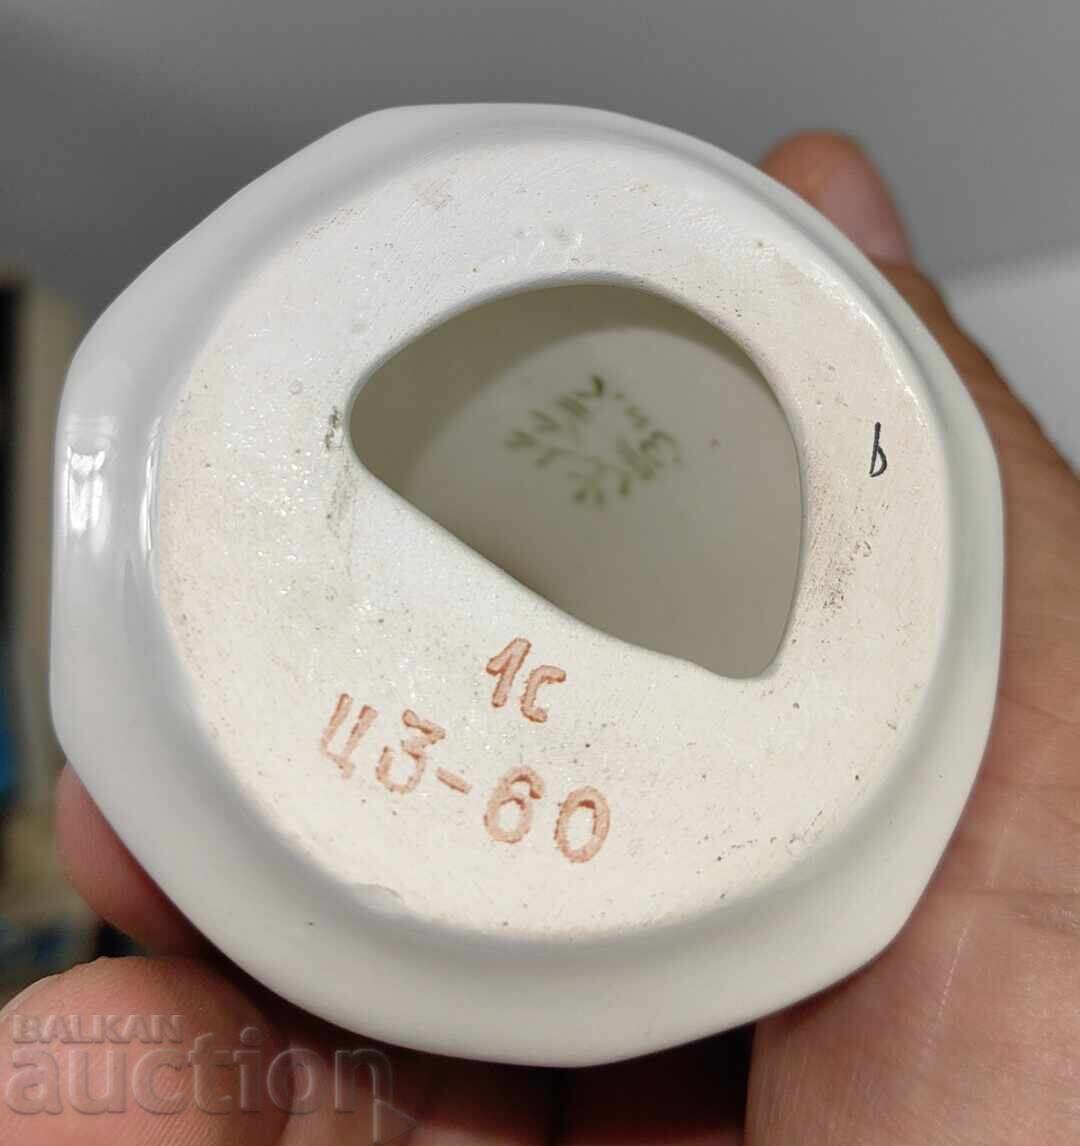 b
1с
ЦЗ-60
BALKAN
auction